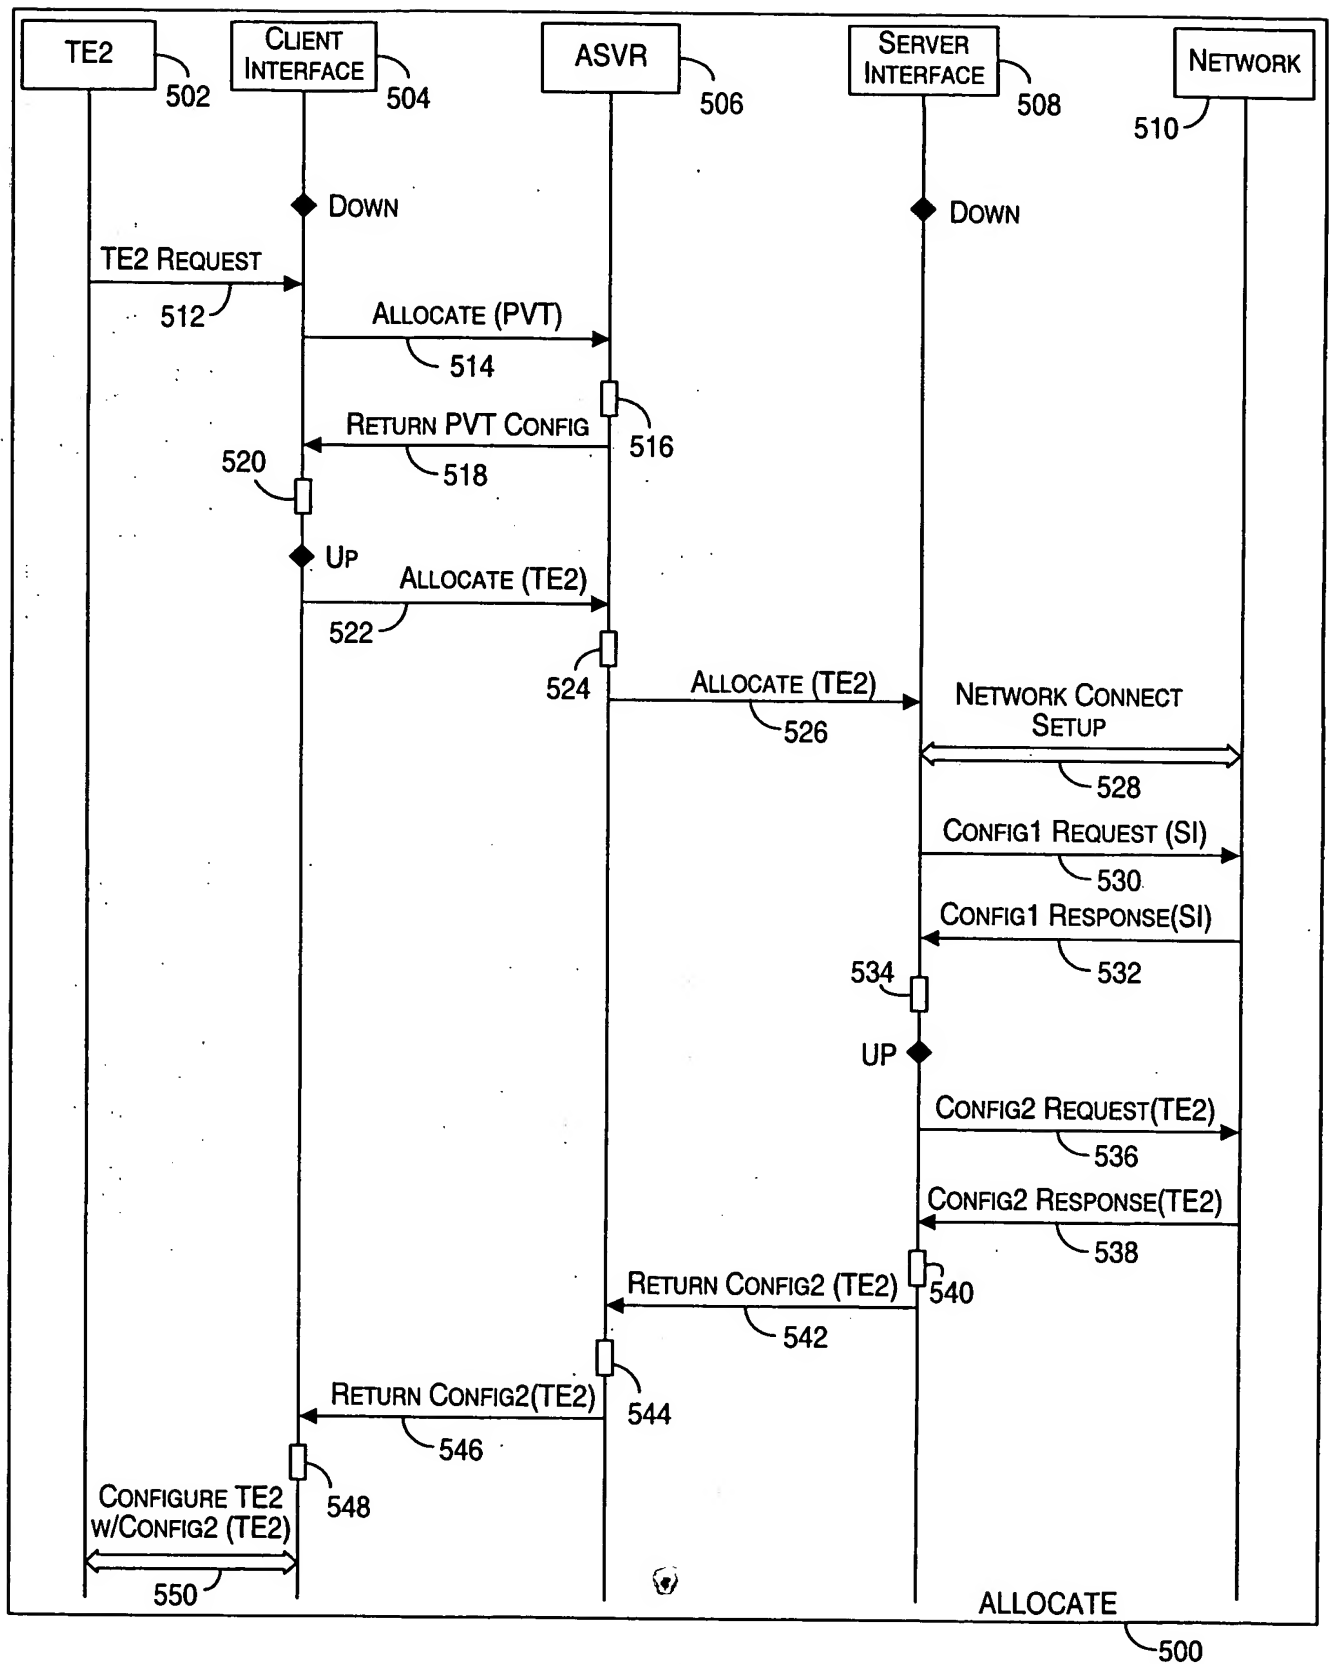 TE2
502
CLIENT
INTERFACE
504
ASVR
506
SERVER
INTERFACE
508
NETWORK
510
DOWN
DOWN
TE2 REQUEST
512
ALLOCATE (PVT)
514
516
RETURN PVT CONFIG
518
520
UP
ALLOCATE (TE2)
522
524
ALLOCATE (TE2)
526
NETWORK CONNECT
SETUP
528
CONFIG1 REQUEST (SI)
530
CONFIG1 RESPONSE(SI)
532
534
UP
CONFIG2 REQUEST(TE2)
536
CONFIG2 RESPONSE(TE2)
538
540
RETURN CONFIG2 (TE2)
542
544
RETURN CONFIG2(TE2)
546
548
CONFIGURE TE2
W/CONFIG2 (TE2)
550
ALLOCATE
500